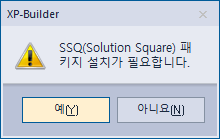 XP-Builder
SSQ(Solution Square) 패
키지 설치가 필요합니다.
예(Y)
아니요(N)